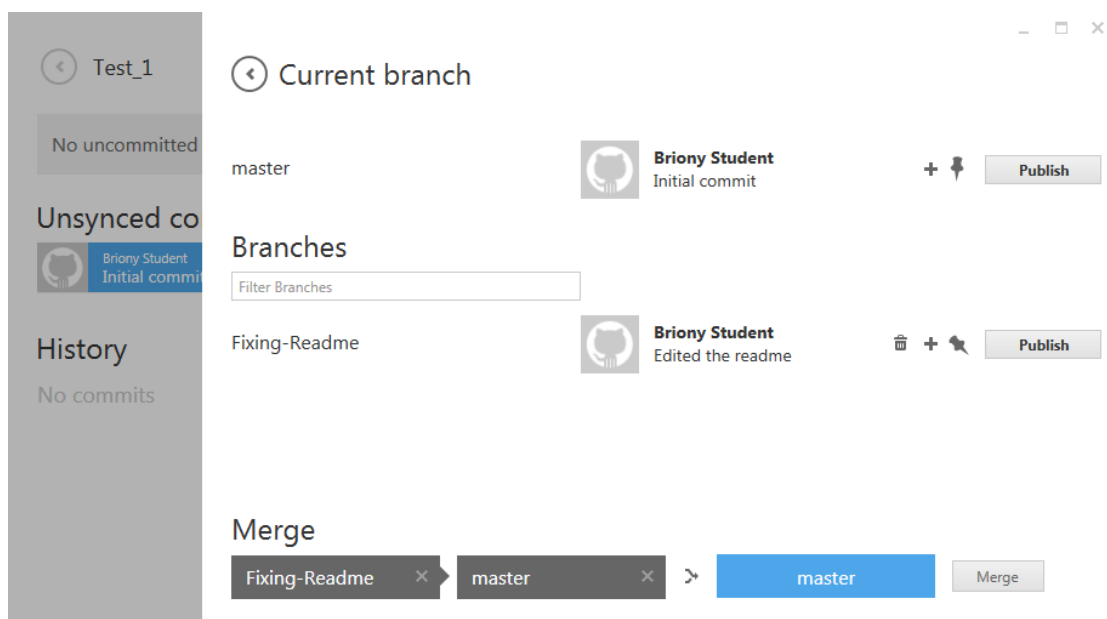 Test_1
No uncommitted
Unsynced co
Briony Student
Initial commit
History
No commits
Current branch
master
Briony Student
Initial commit
Publish
Branches
Filter Branches
Fixing-Readme
Briony Student
Edited the readme
Publish
Merge
Fixing-Readme
master
master
Merge